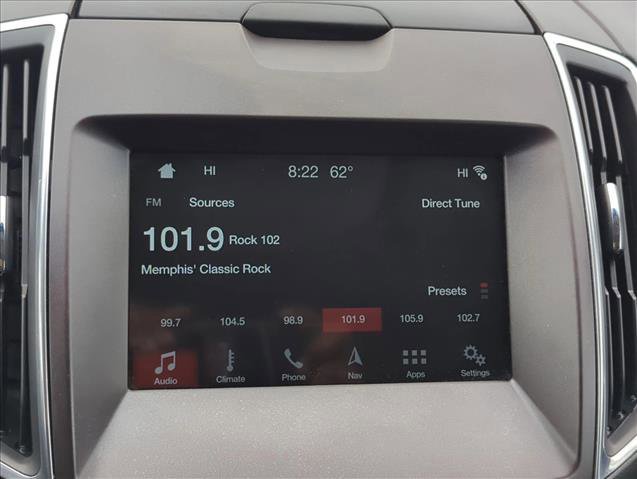 HI 8:22 62° HI
FM Sources Direct Tune
101.9 Rock 102
Memphis' Classic Rock
Presets
99.7 104.5 98.9 101.9 105.9 102.7
Audio Climate Phone Nav Apps Settings